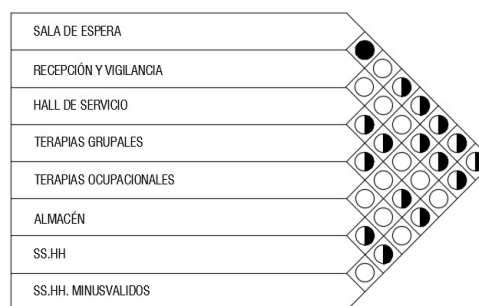 SALA DE ESPERA
RECEPCIÓN Y VIGILANCIA
HALL DE SERVICIO
TERAPIAS GRUPALES
TERAPIAS OCUPACIONALES
ALMACÉN
SS.HH
SS.HH. MINUSVALIDOS